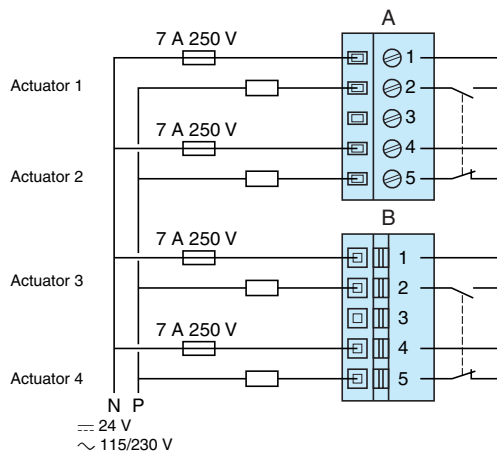 A
7 A 250 V
1
Actuator 1
2
3
7 A 250 V
4
Actuator 2
5
B
7 A 250 V
1
Actuator 3
2
3
7 A 250 V
4
Actuator 4
5
N P
⎓ 24 V
∼ 115/230 V